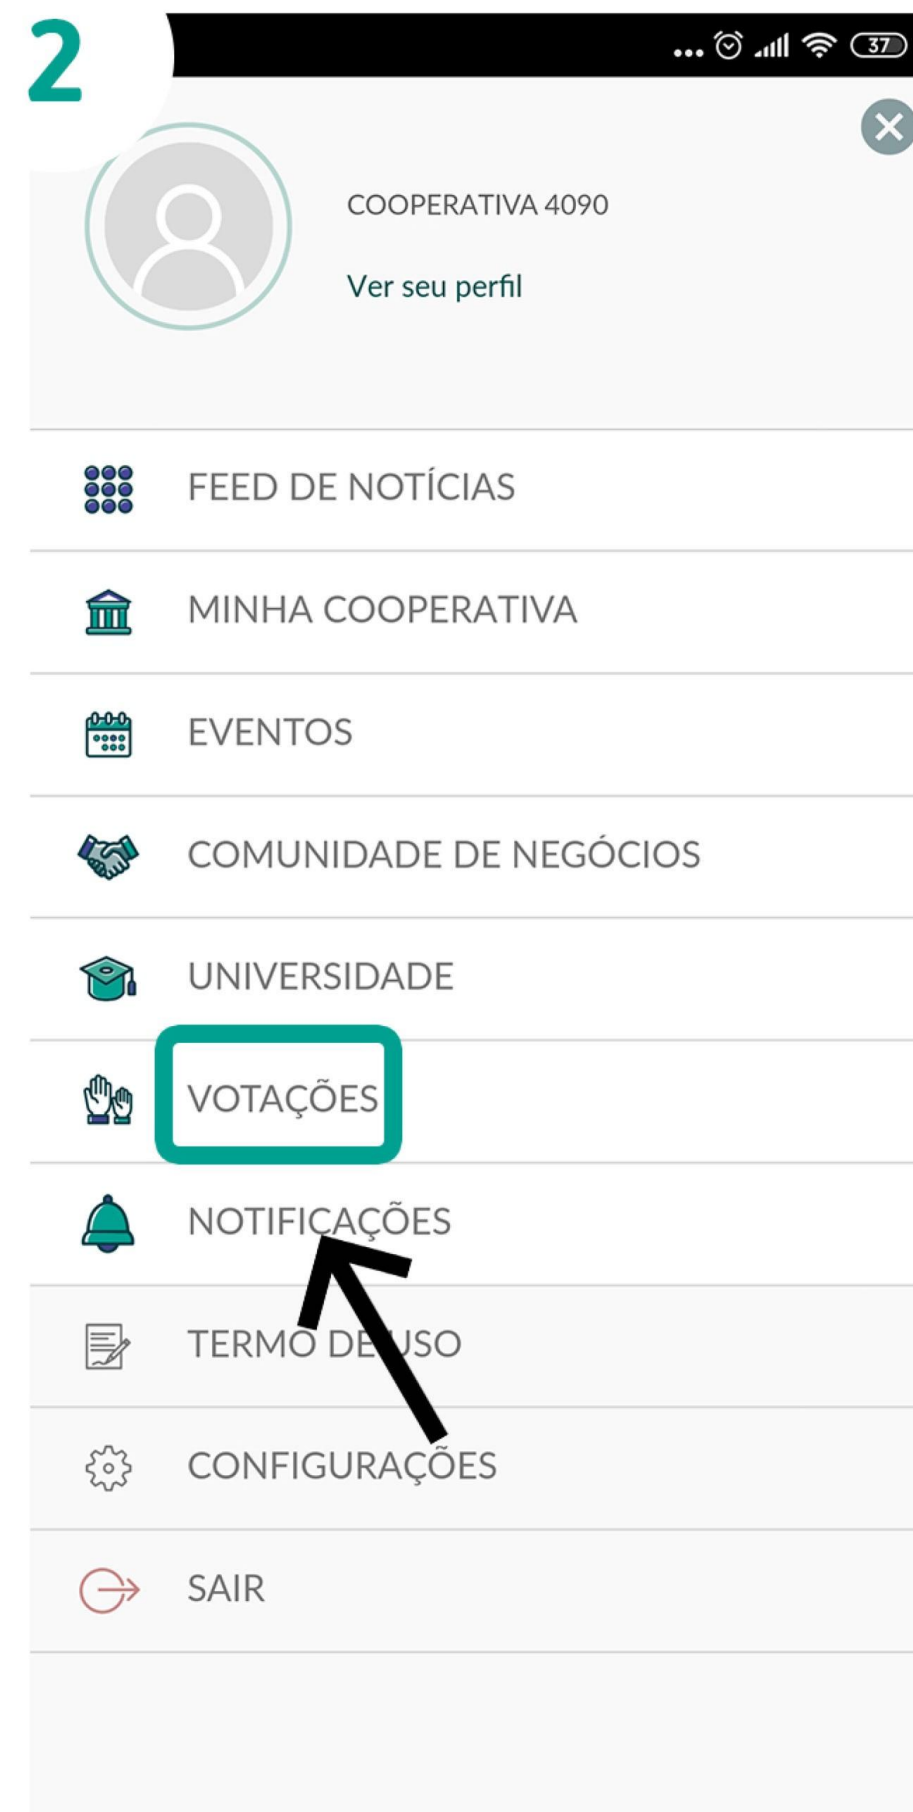 2
... 37
COOPERATIVA 4090
Ver seu perfil
FEED DE NOTÍCIAS
MINHA COOPERATIVA
EVENTOS
COMUNIDADE DE NEGÓCIOS
UNIVERSIDADE
VOTAÇÕES
NOTIFICAÇÕES
TERMO DE USO
CONFIGURAÇÕES
SAIR